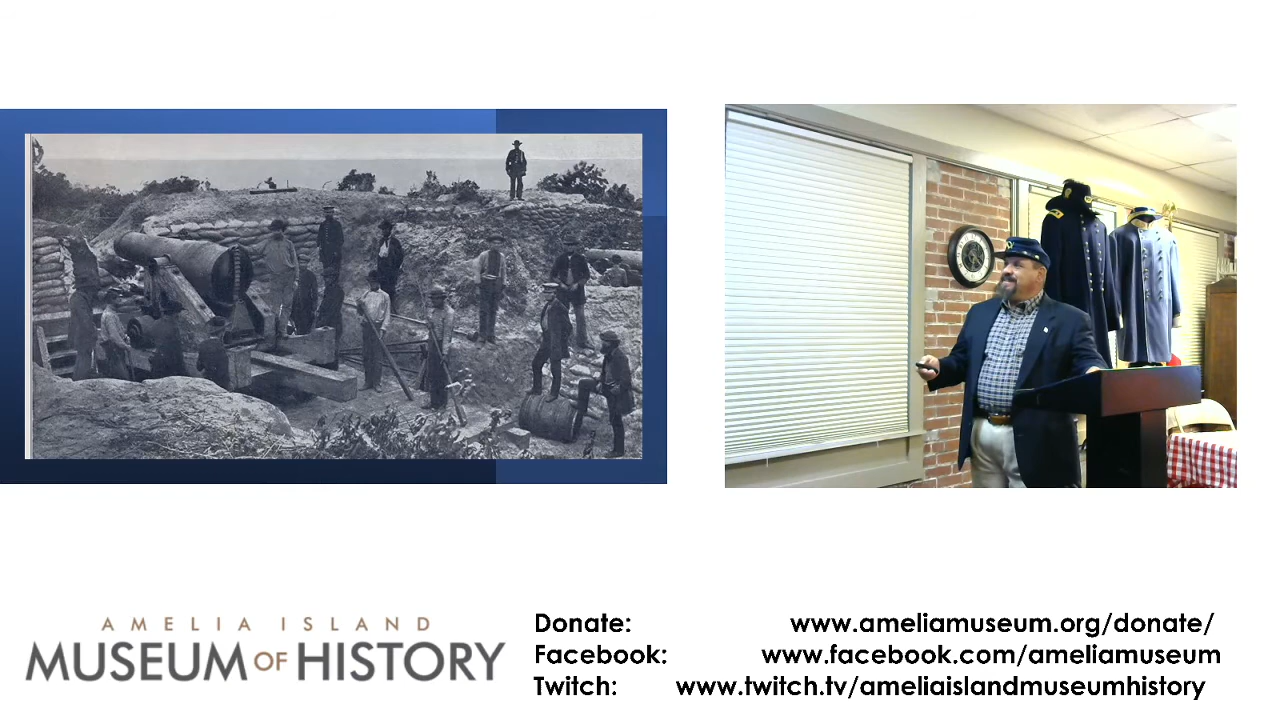 AMELIA ISLAND
MUSEUM OF HISTORY
Donate: www.ameliamuseum.org/donate/
Facebook: www.facebook.com/ameliamuseum
Twitch: www.twitch.tv/ameliaislandmuseumhistory